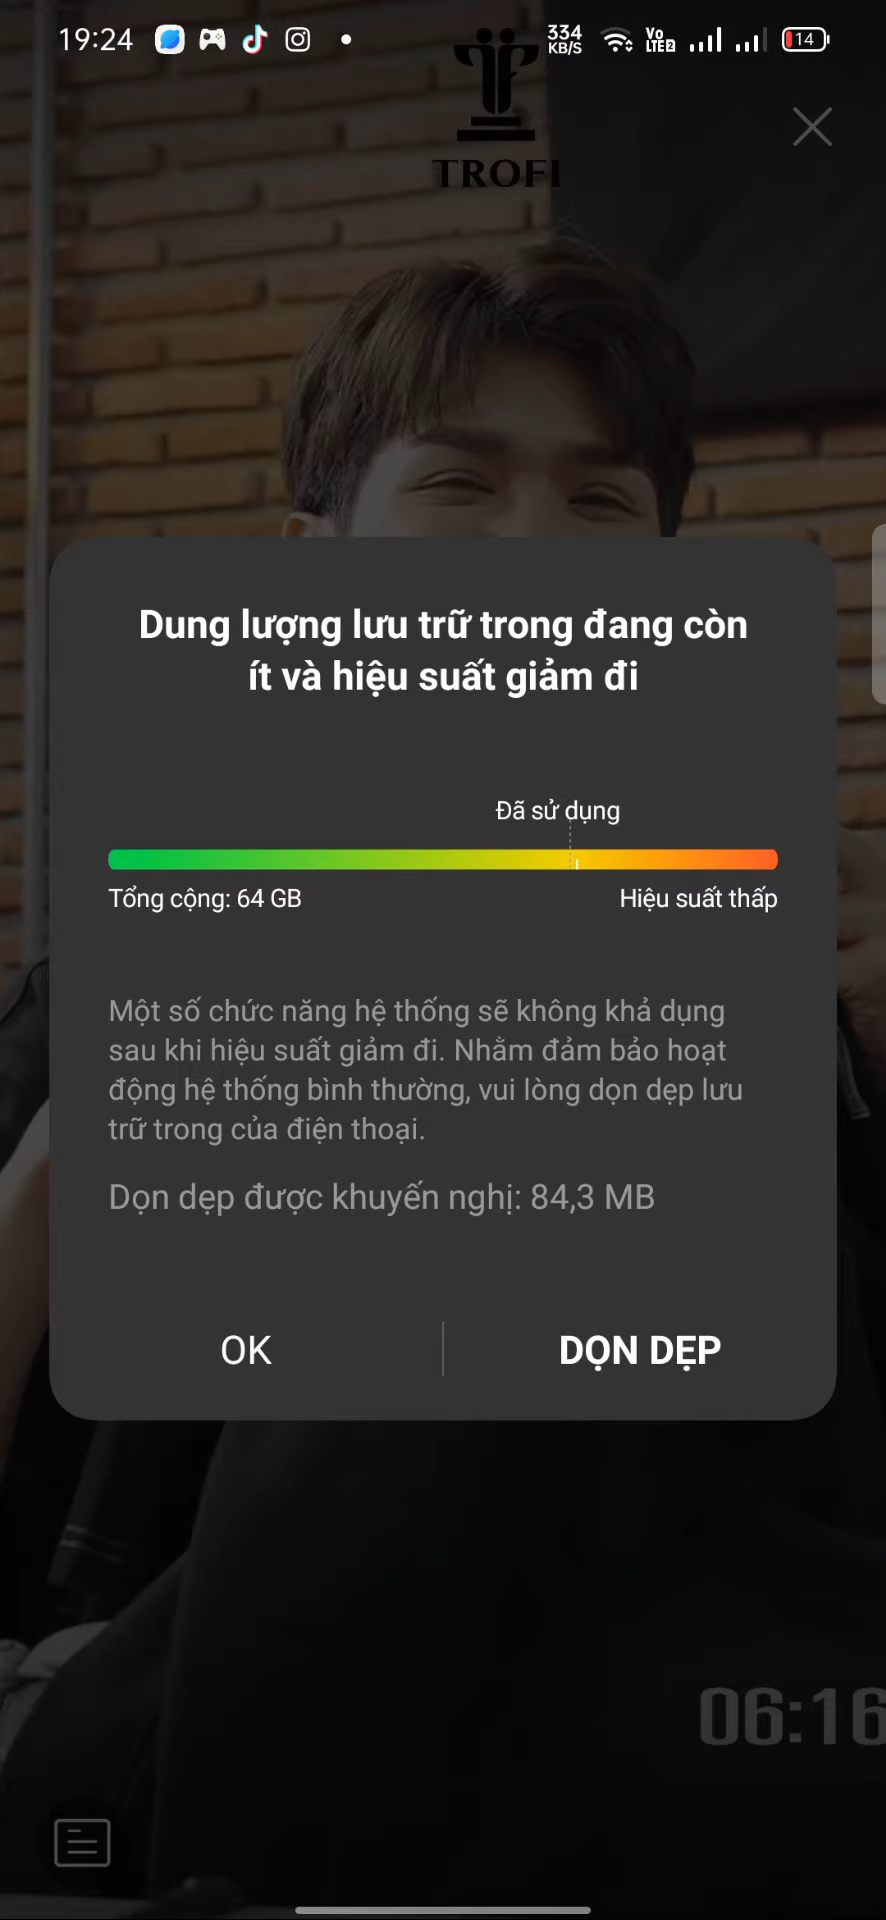 19:24
334
KB/S
Vo
LTE2
14
TROFI
Dung lượng lưu trữ trong đang còn
ít và hiệu suất giảm đi
Đã sử dụng
Tổng cộng: 64 GB
Hiệu suất thấp
Một số chức năng hệ thống sẽ không khả dụng
sau khi hiệu suất giảm đi. Nhằm đảm bảo hoạt
động hệ thống bình thường, vui lòng dọn dẹp lưu
trữ trong của điện thoại.
Dọn dẹp được khuyến nghị: 84,3 MB
OK
DỌN DẸP
06:16